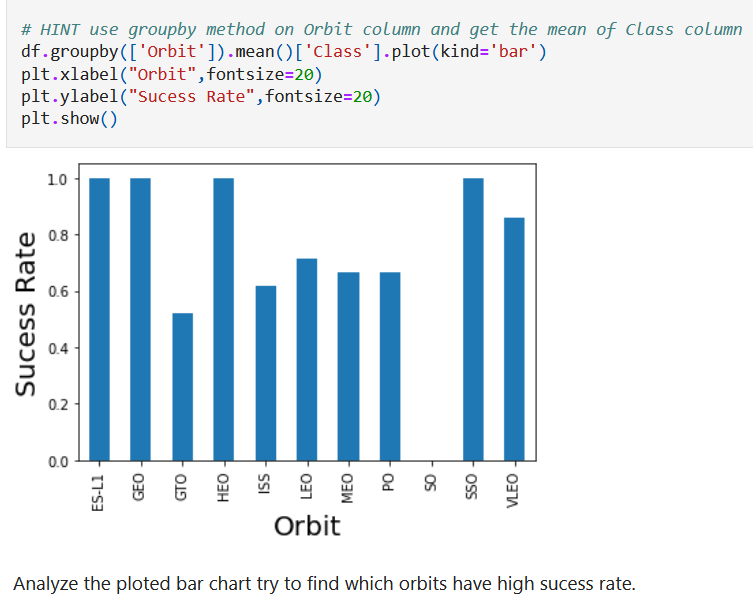 # HINT use groupby method on Orbit column and get the mean of Class column
df.groupby(['Orbit']).mean()['Class'].plot(kind='bar')
plt.xlabel("Orbit",fontsize=20)
plt.ylabel("Sucess Rate",fontsize=20)
plt.show()
1.0
0.8
0.6
0.4
0.2
0.0
Sucess Rate
ES-L1
GEO
GTO
HEO
ISS
LEO
MEO
PO
SO
SSO
VLEO
Orbit
Analyze the ploted bar chart try to find which orbits have high sucess rate.